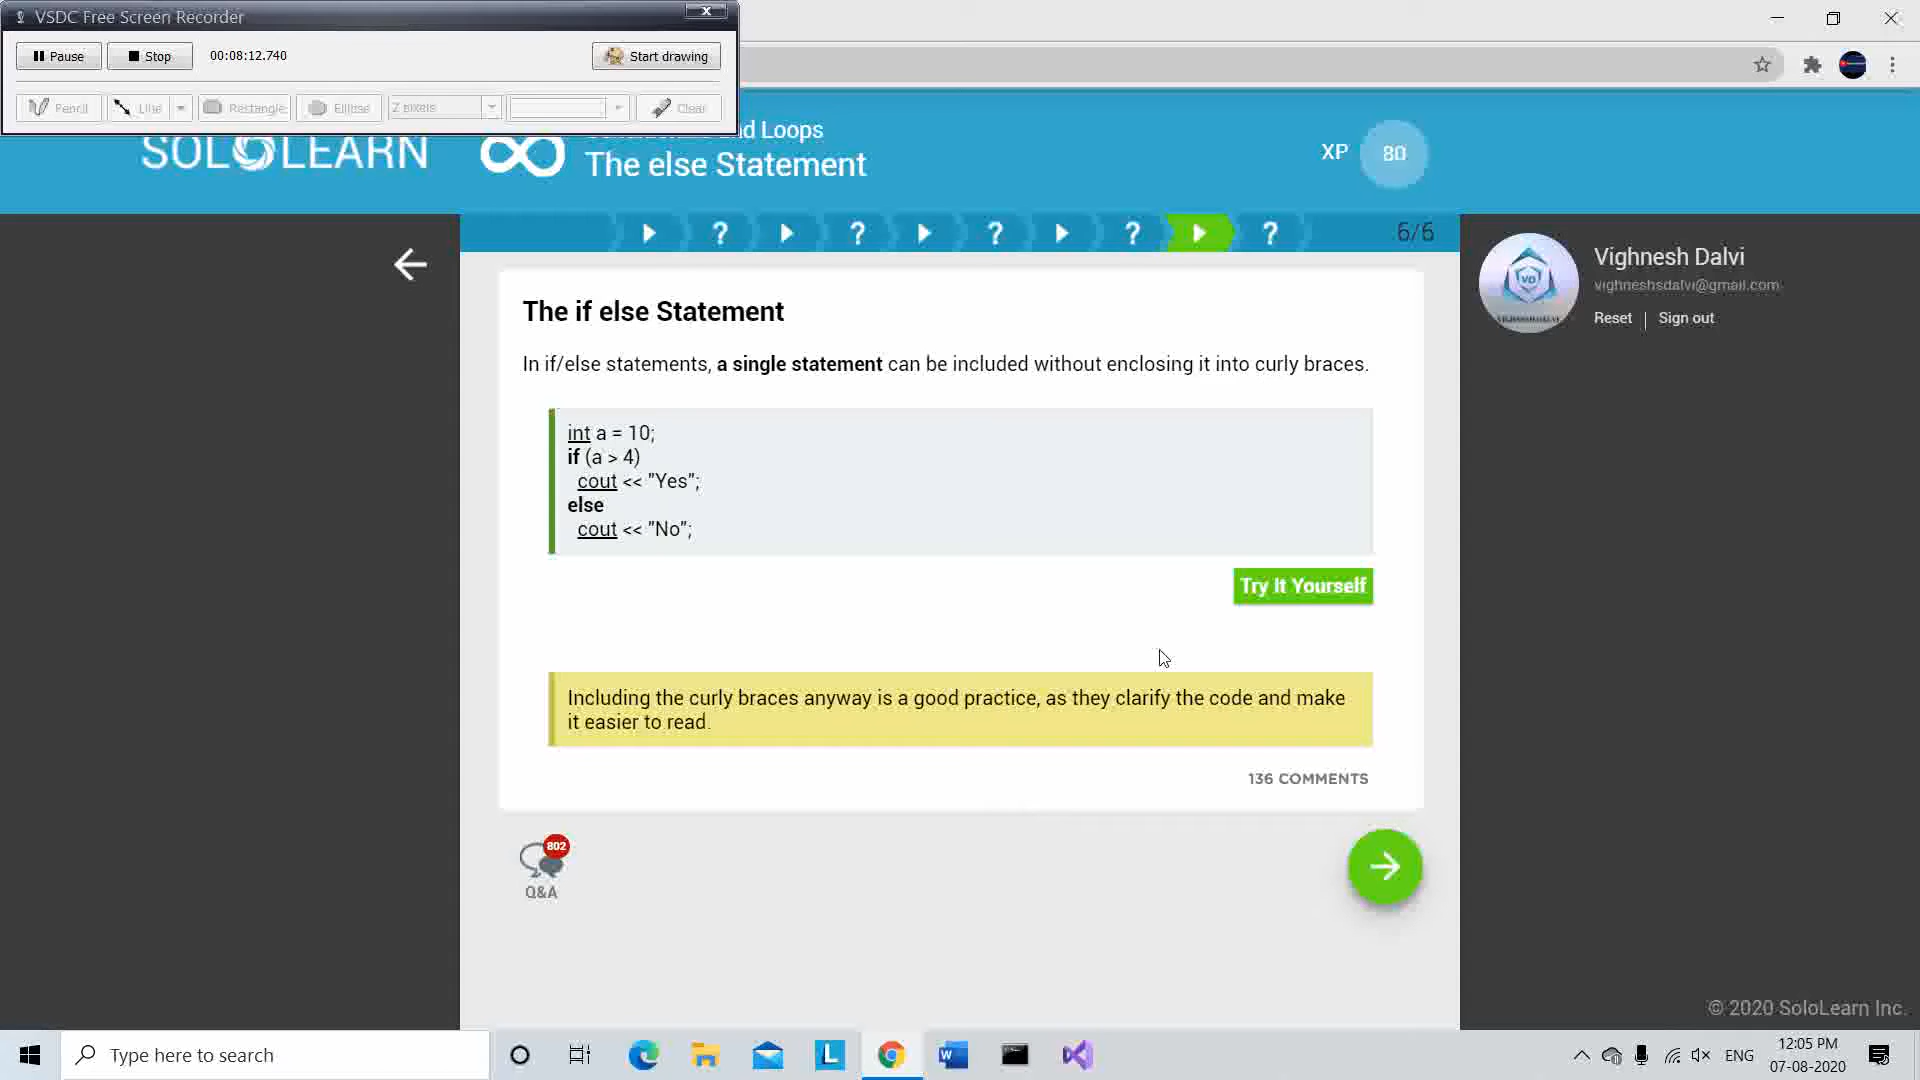 VSDC Free Screen Recorder
Pause
Stop
00:08:12.740
Start drawing
Pencil
Line
Rectangle
Ellipse
2 pixels
Clear
SOLOLEARN
and Loops
The else Statement
XP 80
? ? ? ? ?
6/6
Vighnesh Dalvi
vighneshsdalvi@gmail.com
Reset | Sign out
VD
The if else Statement
In if/else statements, a single statement can be included without enclosing it into curly braces.
int a = 10;
if (a > 4)
cout << "Yes";
else
cout << "No";
Try It Yourself
Including the curly braces anyway is a good practice, as they clarify the code and make
it easier to read.
136 COMMENTS
802
Q&A
© 2020 SoloLearn Inc.
Type here to search
L
W
ENG
12:05 PM
07-08-2020